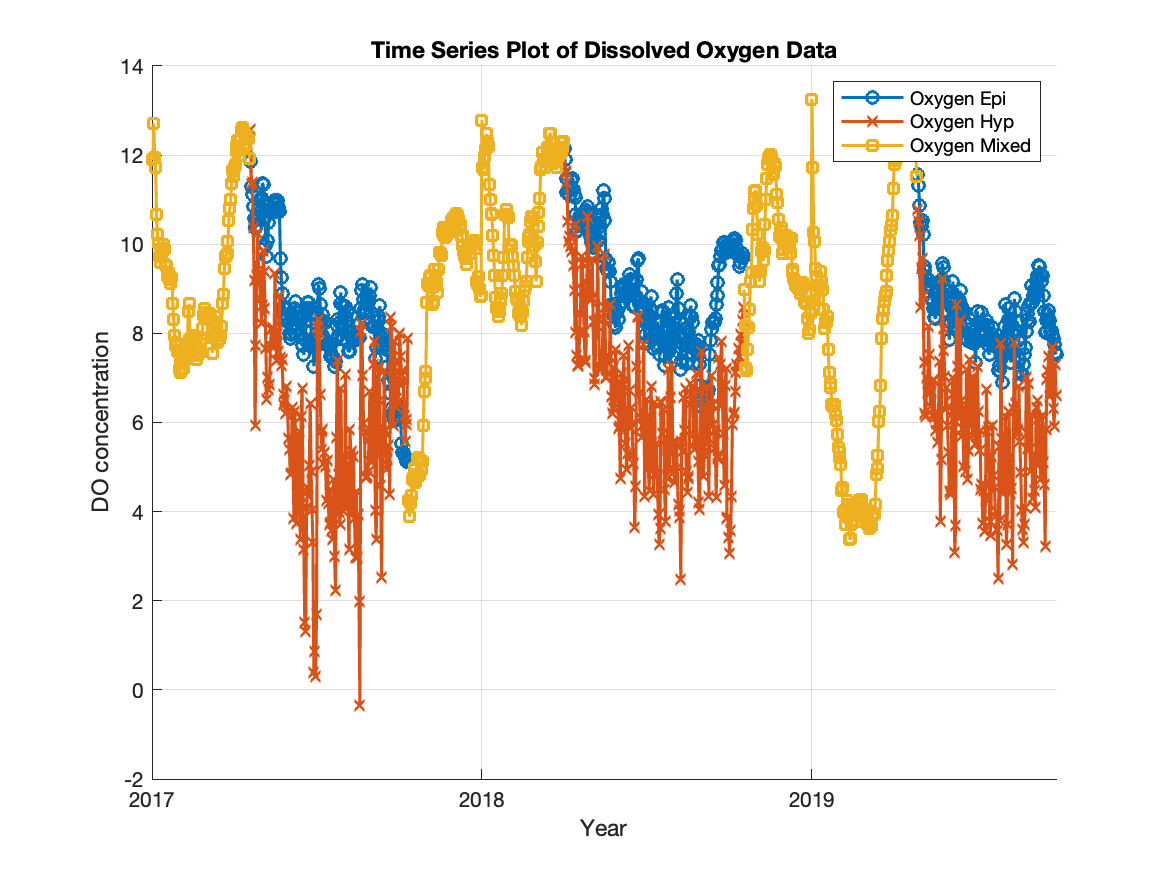 Time Series Plot of Dissolved Oxygen Data
14
12
10
8
6
4
2
0
-2
DO concentration
Oxygen Epi
Oxygen Hyp
Oxygen Mixed
2017
2018
2019
Year